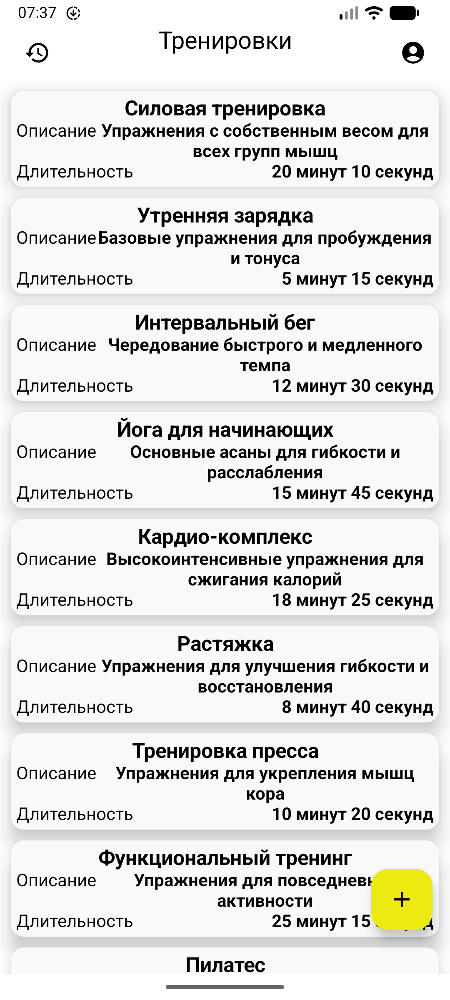 07:37
Тренировки
Силовая тренировка
Описание Упражнения с собственным весом для
всех групп мышц
Длительность 20 минут 10 секунд
Утренняя зарядка
Описание Базовые упражнения для пробуждения
и тонуса
Длительность 5 минут 15 секунд
Интервальный бег
Описание Чередование быстрого и медленного
темпа
Длительность 12 минут 30 секунд
Йога для начинающих
Описание Основные асаны для гибкости и
расслабления
Длительность 15 минут 45 секунд
Кардио-комплекс
Описание Высокоинтенсивные упражнения для
сжигания калорий
Длительность 18 минут 25 секунд
Растяжка
Описание Упражнения для улучшения гибкости и
восстановления
Длительность 8 минут 40 секунд
Тренировка пресса
Описание Упражнения для укрепления мышц
кора
Длительность 10 минут 20 секунд
Функциональный тренинг
Описание Упражнения для
активности
Длительность 25 минут 15
Пилатес